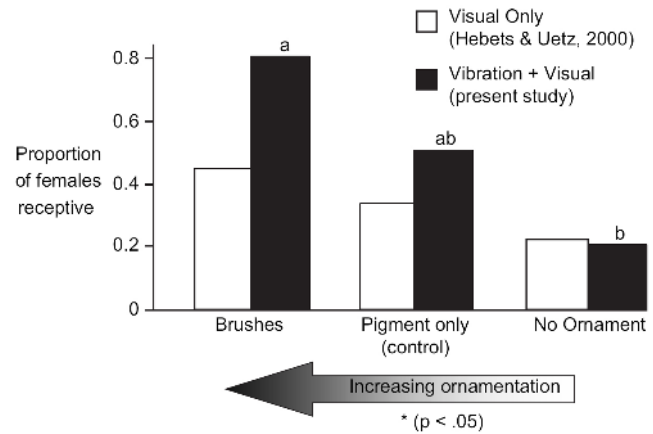 Visual Only
(Hebets & Uetz, 2000)
Vibration + Visual
(present study)
Proportion
of females
receptive
0.8
0.6
0.4
0.2
0
a
ab
b
Brushes
Pigment only
(control)
No Ornament
Increasing ornamentation
* (p < .05)